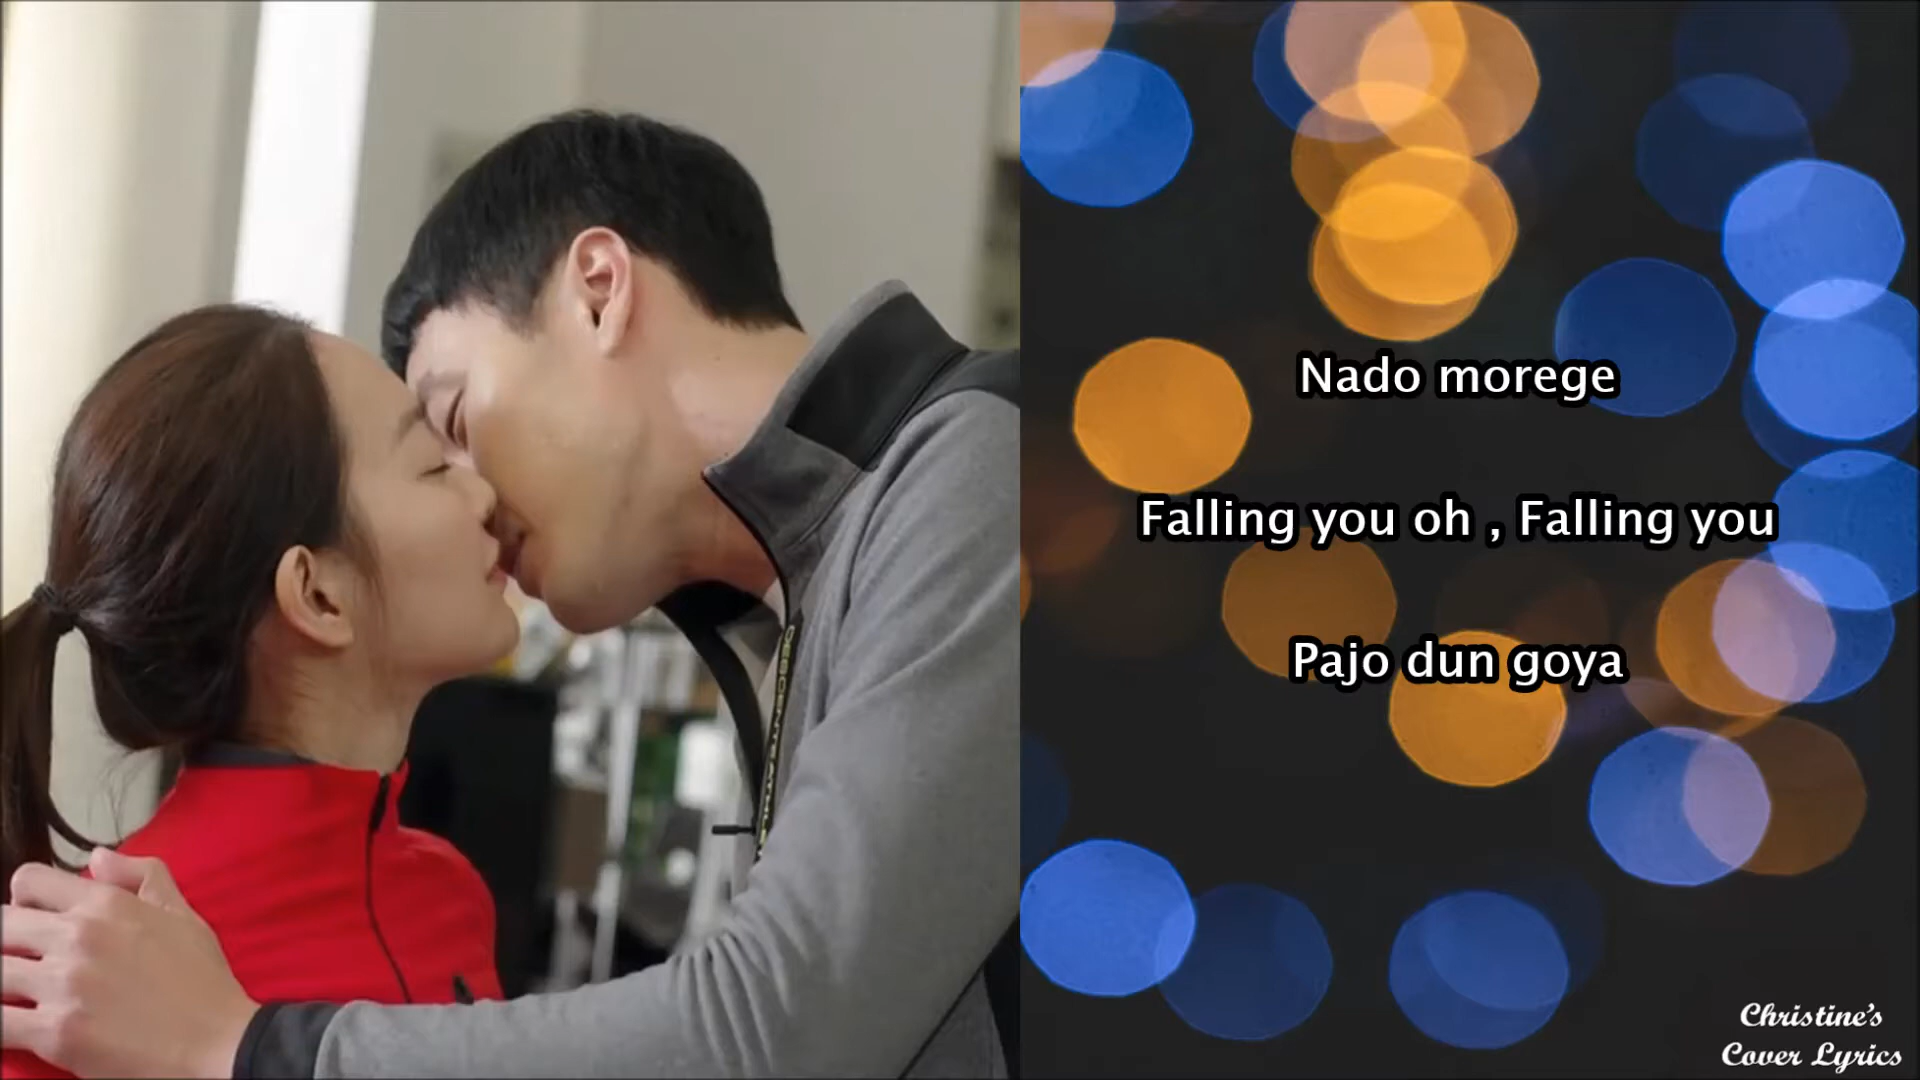 Nado morege
Falling you oh , Falling you
Pajo dun goya
Christine's
Cover Lyrics